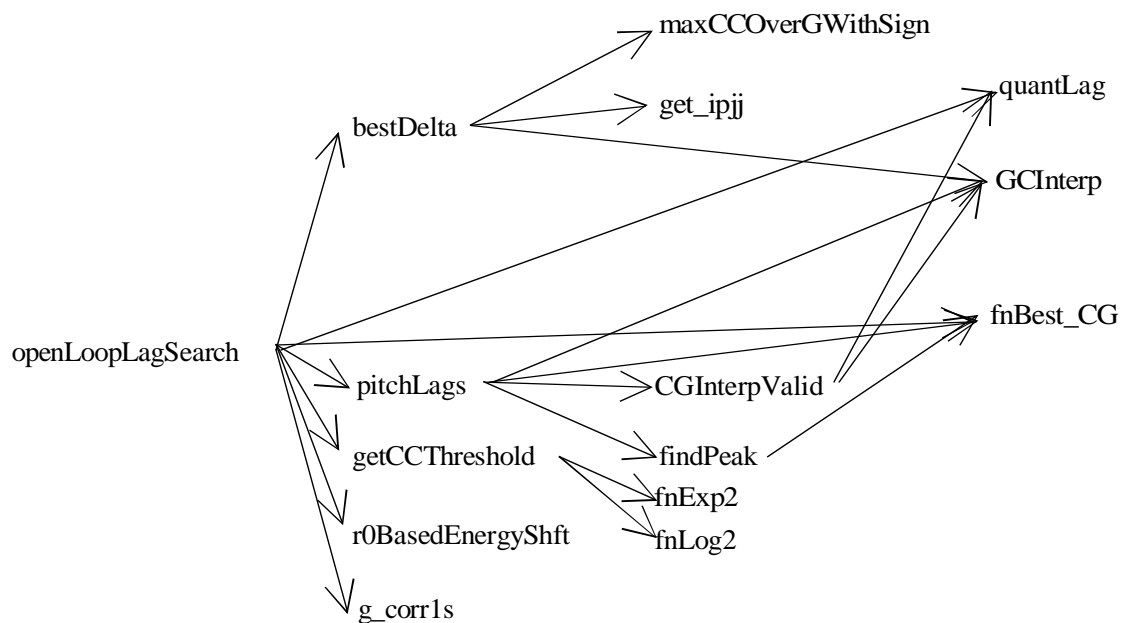 maxCCOverGWithSign
quantLag
get_ipjj
bestDelta
GCInterp
fnBest_CG
openLoopLagSearch
pitchLags
CGInterpValid
getCCThreshold
findPeak
fnExp2
r0BasedEnergyShft
fnLog2
g_corr1s